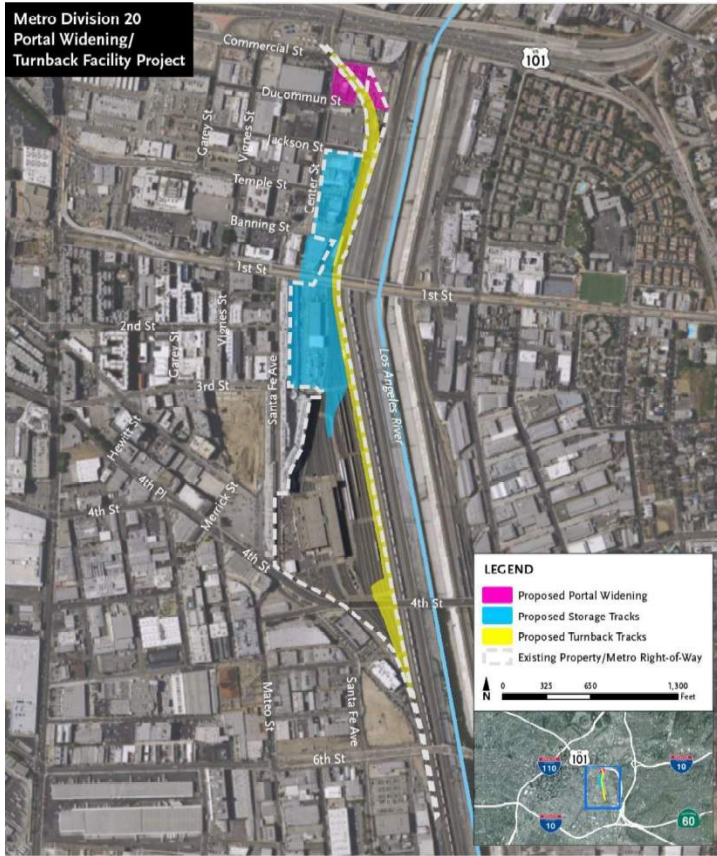 Metro Division 20
Portal Widening/
Turnback Facility Project
Commercial St
US
101
Ducommun St
Garey St
Vignes St
Jackson St
Temple St
Center St
Banning St
1st St
1st St
2nd St
Vignes St
Garey St
3rd St
Santa Fe Ave
Los Angeles River
Hewitt St
4th Pl
4th St
Merrick St
4th St
4th St
Mateo St
Santa Fe Ave
6th St
LEGEND
Proposed Portal Widening
Proposed Storage Tracks
Proposed Turnback Tracks
Existing Property/Metro Right-of-Way
N
0 325 650 1,300
Feet
101
110
10
10
60